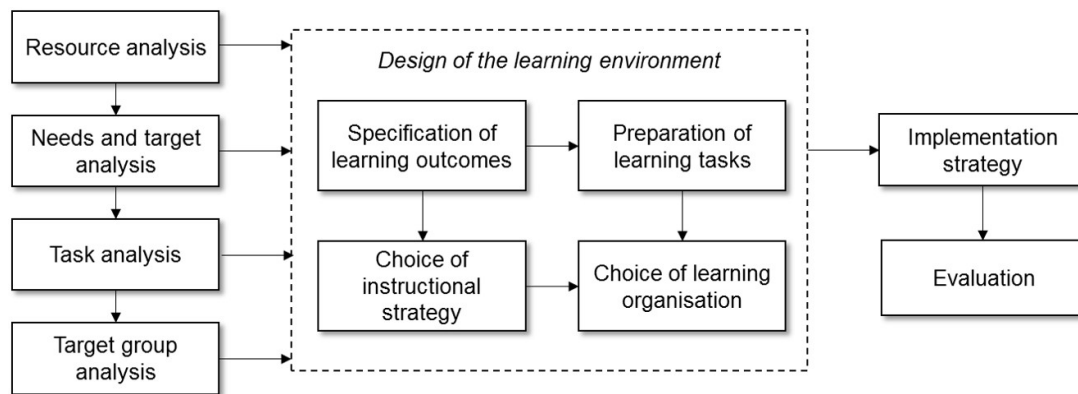 Resource analysis
Needs and target
analysis
Task analysis
Target group
analysis
Design of the learning environment
Specification of
learning outcomes
Preparation of
learning tasks
Choice of
instructional
strategy
Choice of learning
organisation
Implementation
strategy
Evaluation